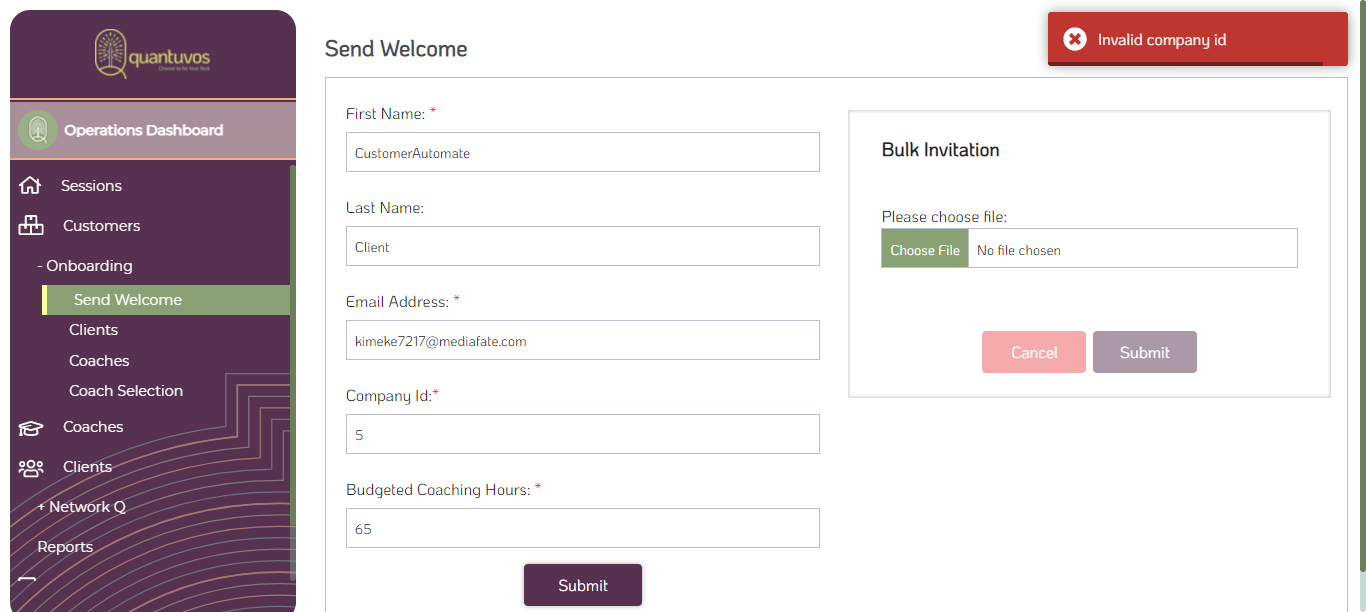 quantuvos
Choose to be Your Best
Operations Dashboard
Sessions
Customers
- Onboarding
Send Welcome
Clients
Coaches
Coach Selection
Coaches
Clients
+ Network Q
Reports
Send Welcome
Invalid company id
First Name: *
CustomerAutomate
Last Name:
Client
Email Address: *
kimeke7217@mediafate.com
Company Id:*
5
Budgeted Coaching Hours: *
65
Submit
Bulk Invitation
Please choose file:
Choose File No file chosen
Cancel Submit